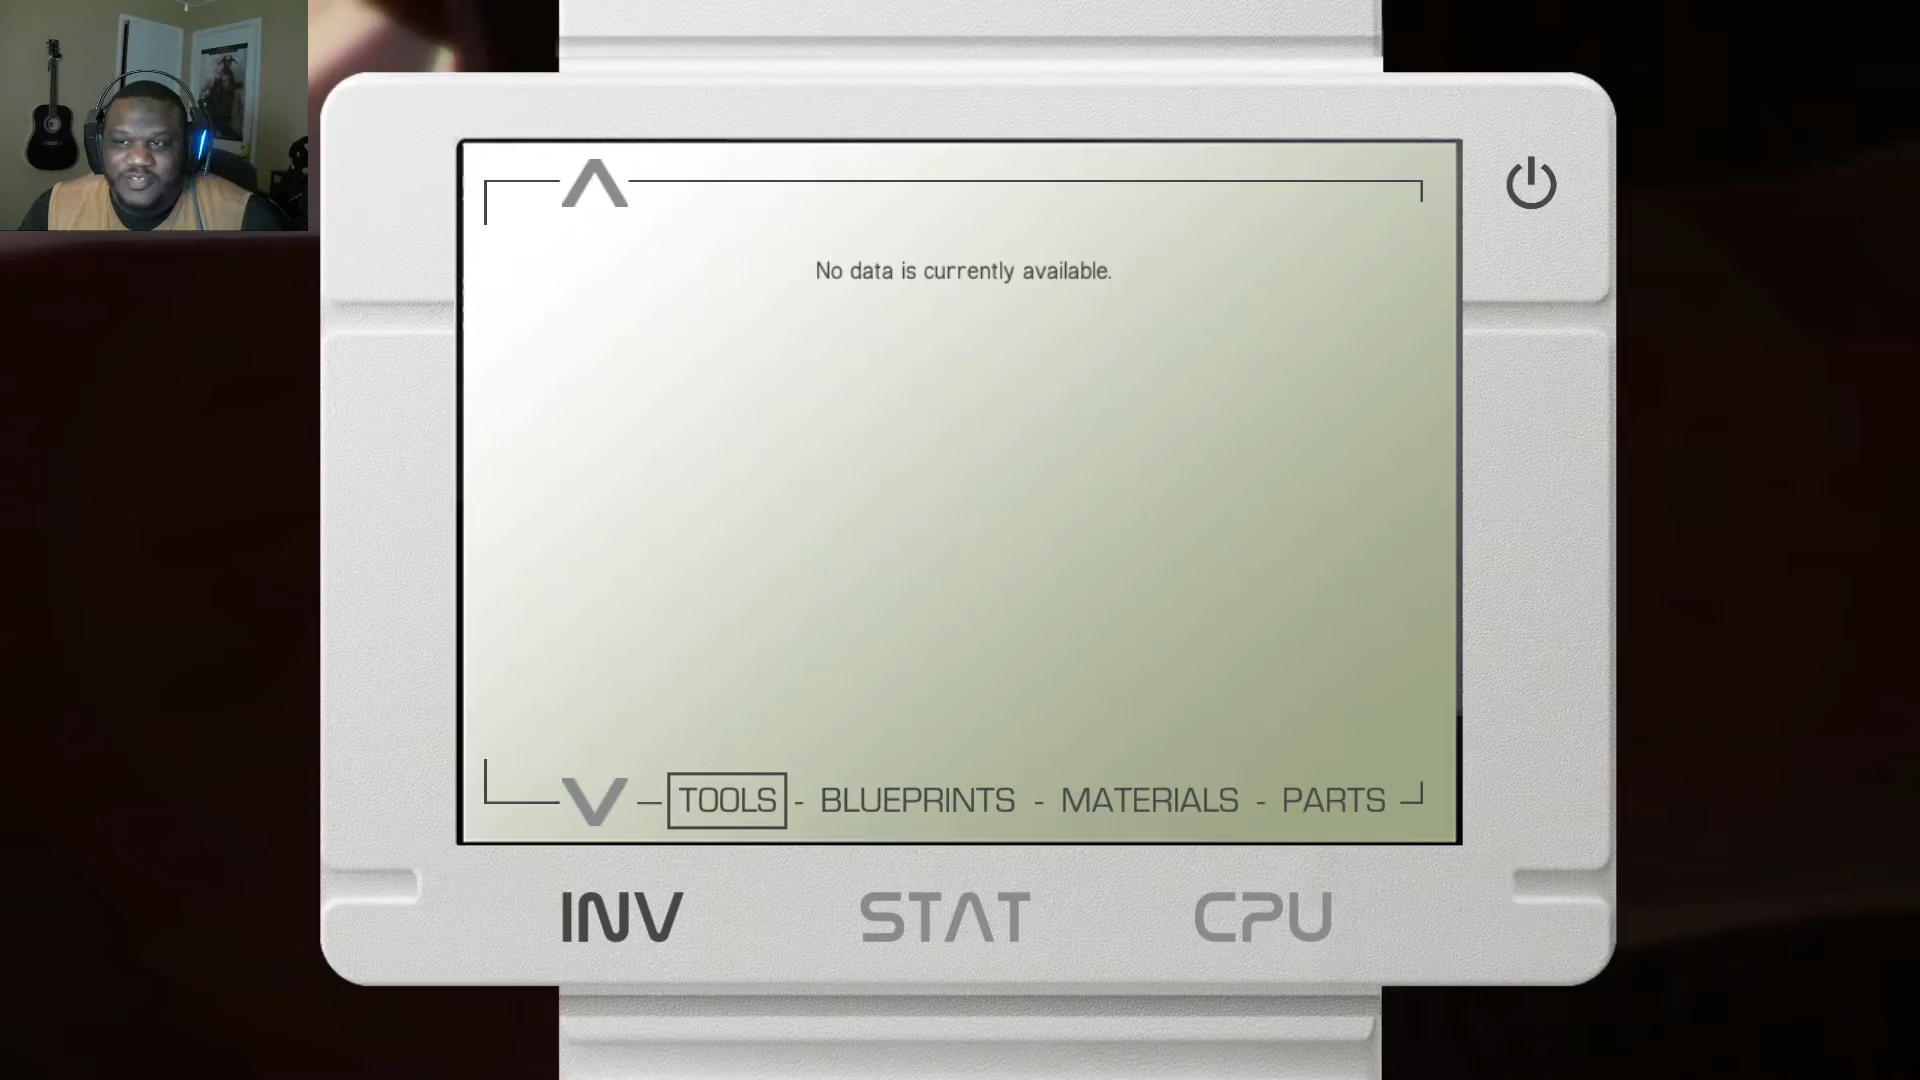 No data is currently available.
TOOLS - BLUEPRINTS - MATERIALS - PARTS
INV STAT CPU